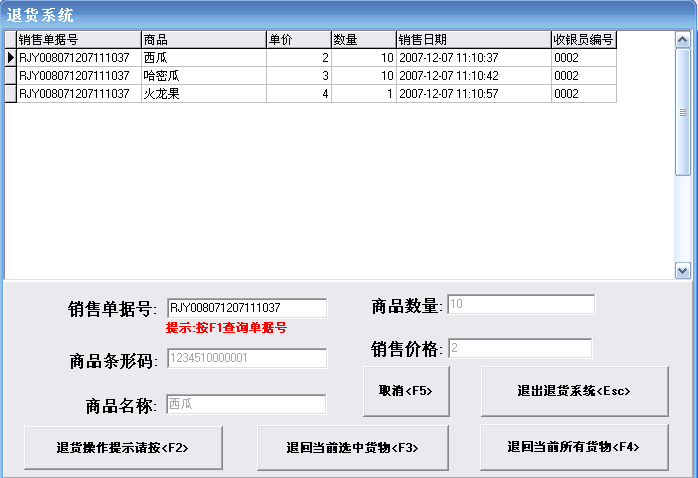 退货系统
销售单据号 商品 单价 数量 销售日期 收银员编号
RJY008071207111037 西瓜 2 10 2007-12-07 11:10:37 0002
RJY008071207111037 哈密瓜 3 10 2007-12-07 11:10:42 0002
RJY008071207111037 火龙果 4 1 2007-12-07 11:10:57 0002
销售单据号: RJY008071207111037
提示:按F1查询单据号
商品数量: 10
商品条形码: 1234510000001
销售价格: 2
商品名称: 西瓜
取消<F5>
退出退货系统<Esc>
退货操作提示请按<F2>
退回当前选中货物<F3>
退回当前所有货物<F4>